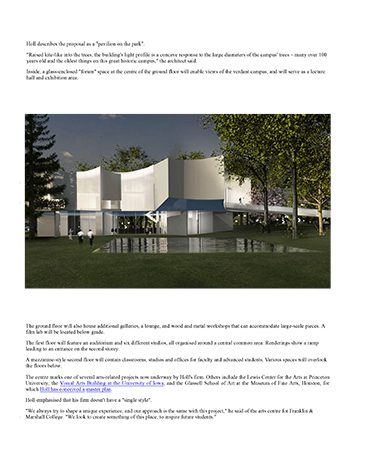 Holl describes the proposal as a "pavilion on the park".
"Raised kite-like into the trees, the building's light profile is a concave response to the large diameters of the campus' trees – many over 100
years old and the oldest things on this great historic campus," the architect said.
Inside, a glass-enclosed "forum" space at the centre of the ground floor will enable views of the verdant campus, and will serve as a lecture
hall and exhibition area.
The ground floor will also house additional galleries, a lounge, and wood and metal workshops that can accommodate large-scale pieces. A
film lab will be located below grade.
The first floor will feature an auditorium and six different studios, all organised around a central common area. Renderings show a ramp
leading to an entrance on the second storey.
A mezzanine-style second floor will contain classrooms, studios and offices for faculty and advanced students. Various spaces will overlook
the floors below.
The centre marks one of several arts-related projects now underway by Holl's firm. Others include the Lewis Centre for the Arts at Princeton
University, the Visual Arts Building at the University of Iowa, and the Glassell School of Art at the Museum of Fine Arts, Houston, for
which Holl has conceived a master plan.
Holl emphasised that his firm doesn't have a "single style".
"We always try to shape a unique experience, and our approach is the same with this project," he said of the arts centre for Franklin &
Marshall College. "We look to create something of this place, to inspire future students."